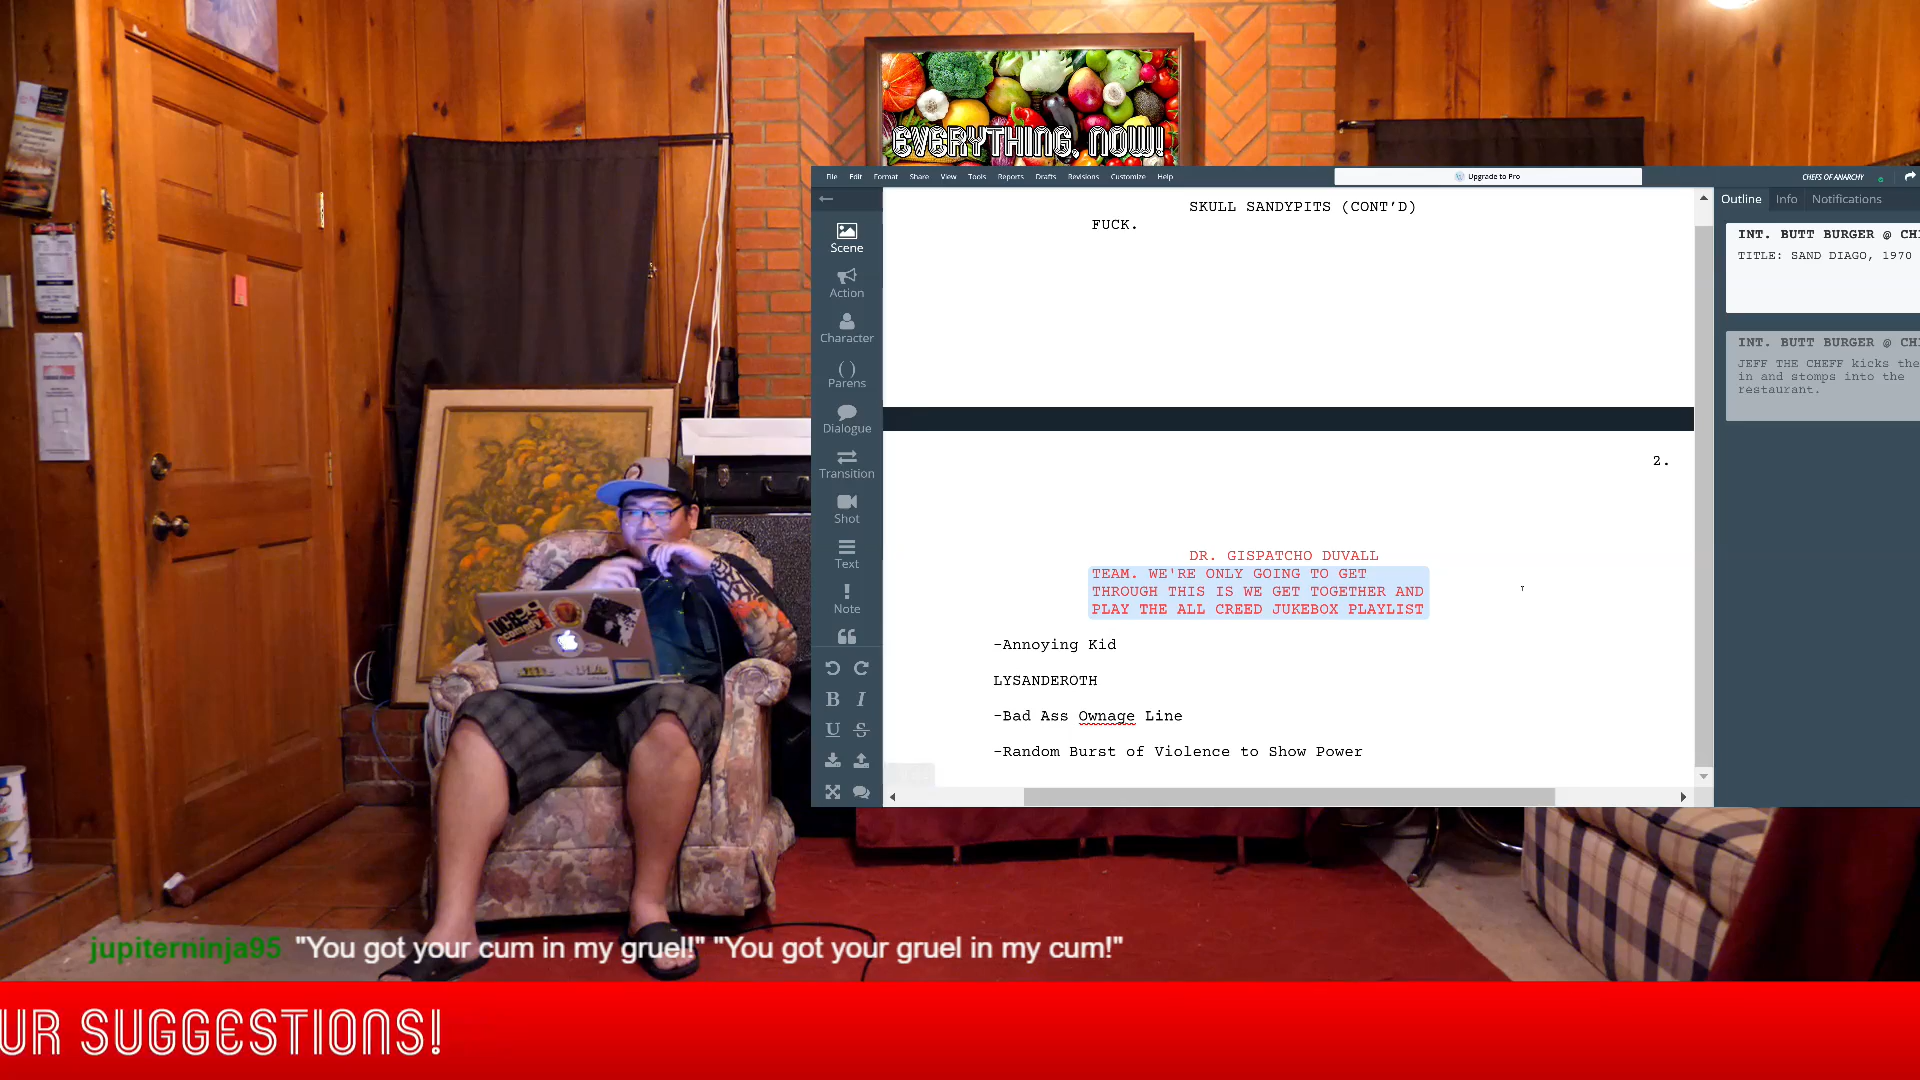 EVERYTHING, NOW!
File Edit Format Share View Tools Reports Drafts Revisions Customize Help
Upgrade to Pro
CHEFS OF ANARCHY
Outline Info Notifications
Scene
Action
Character
( )
Parens
Dialogue
Transition
Shot
Text
Note
B I
U S
SKULL SANDYPITS (CONT'D)
FUCK.
2.
DR. GISPATCHO DUVALL
TEAM. WE'RE ONLY GOING TO GET
THROUGH THIS IS WE GET TOGETHER AND
PLAY THE ALL CREED JUKEBOX PLAYLIST
-Annoying Kid
LYSANDEROTH
-Bad Ass Ownage Line
-Random Burst of Violence to Show Power
INT. BUTT BURGER @ CH
TITLE: SAND DIAGO, 1970
INT. BUTT BURGER @ CH
JEFF THE CHEFF kicks the
in and stomps into the
restaurant.
UCB
jupiterninja95 "You got your cum in my gruel!" "You got your gruel in my cum!"
UR SUGGESTIONS!